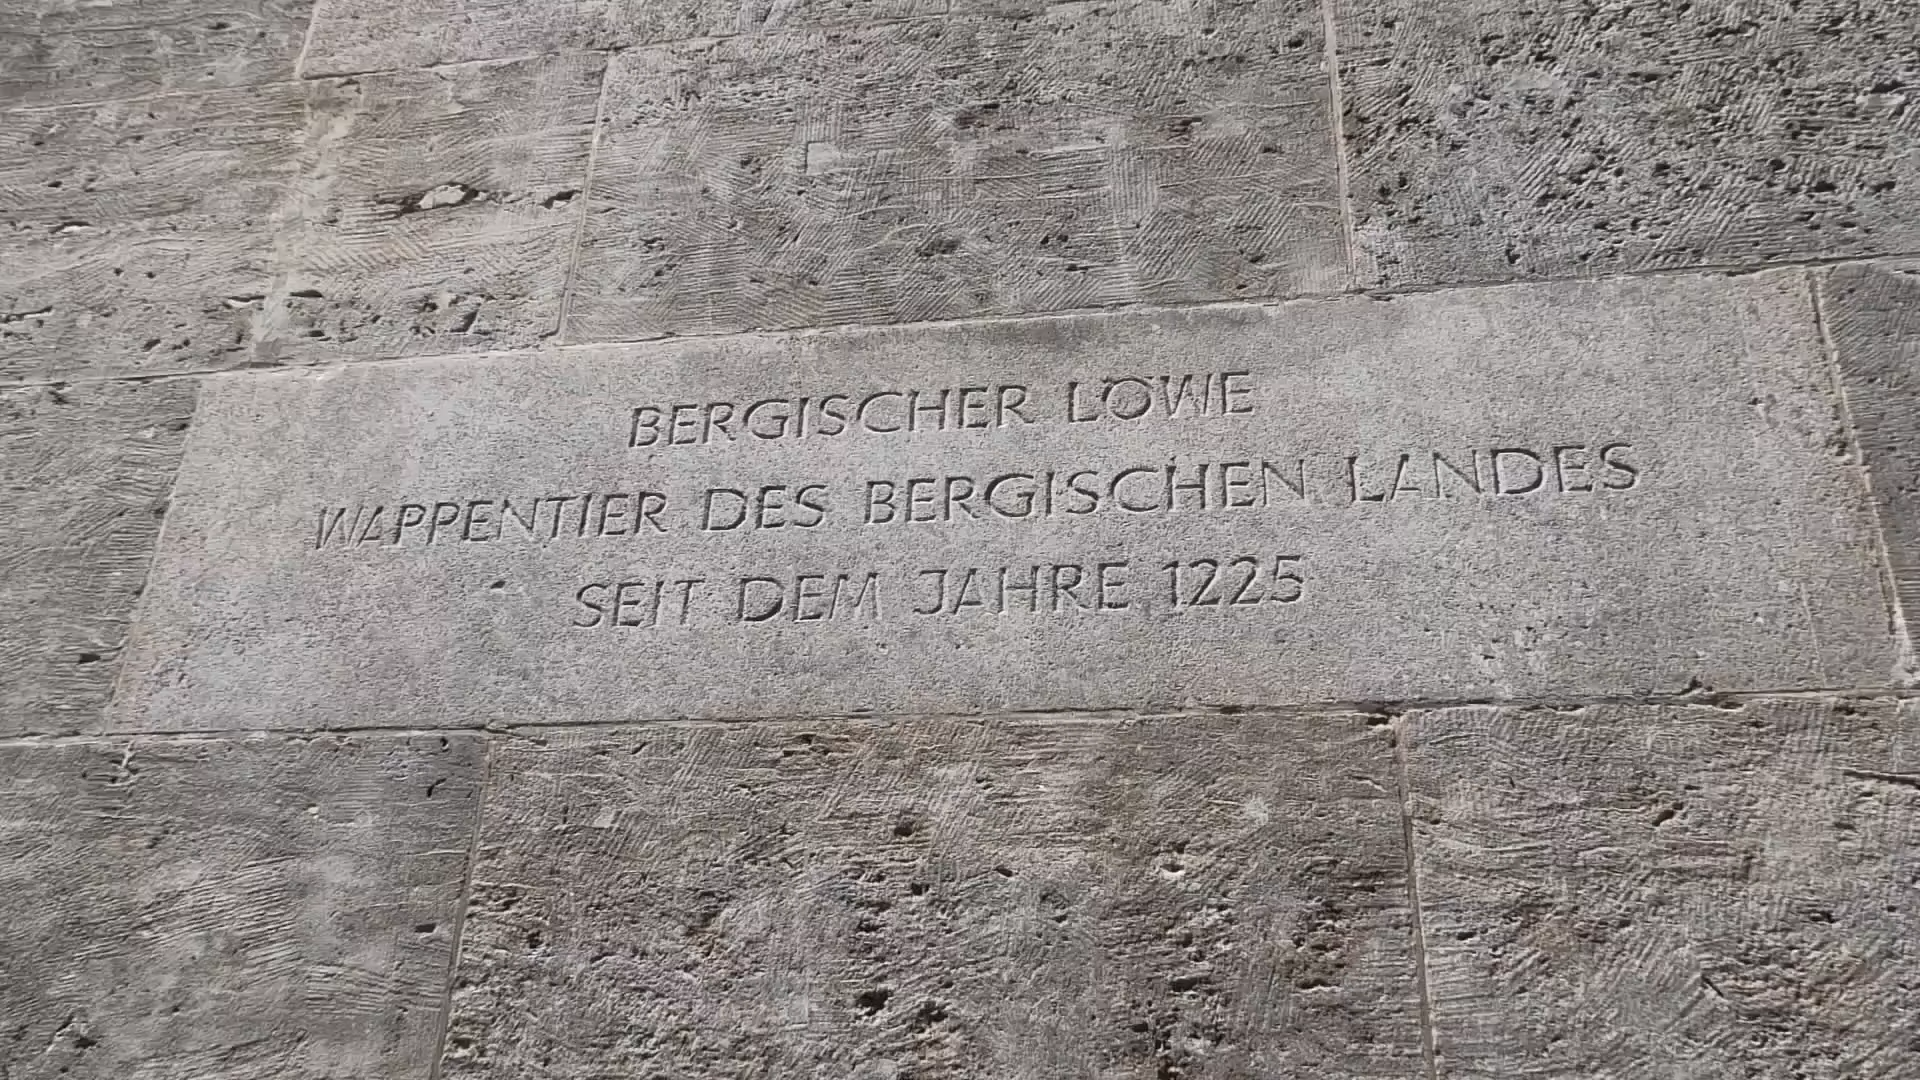 BERGISCHER LÖWE
WAPPENTIER DES BERGISCHEN LANDES
SEIT DEM JAHRE 1225